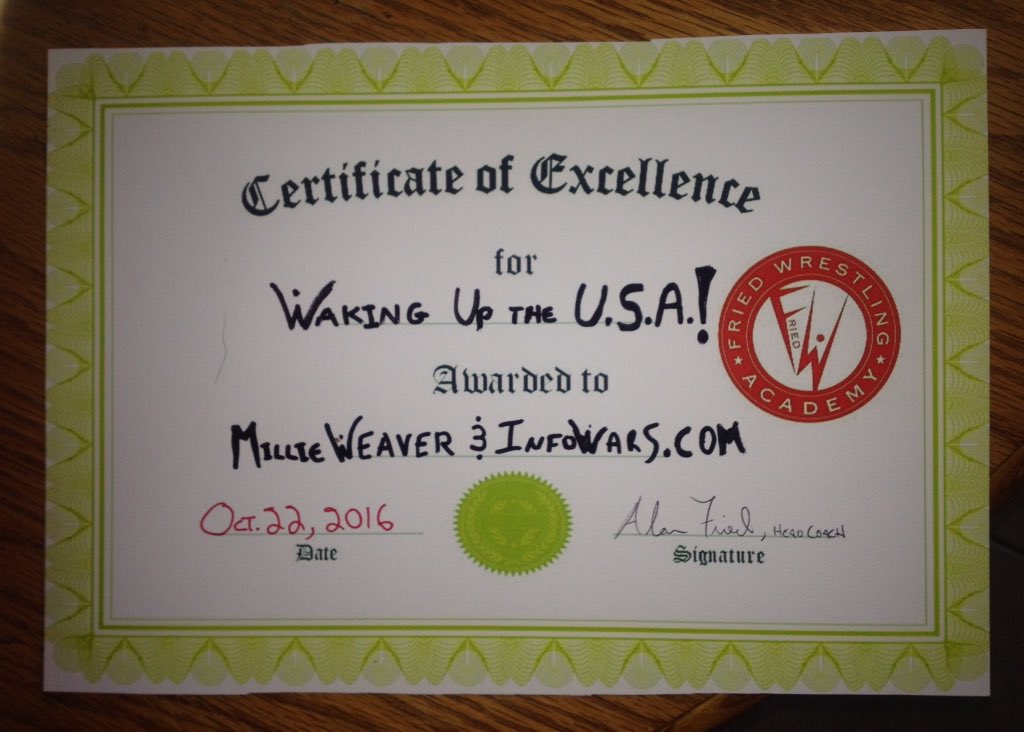 Certificate of Excellence
for
WAKING UP THE U.S.A.!
FRIED WRESTLING
FRIED W
ACADEMY
Awarded to
MILLIE WEAVER & INFOWARS.COM
Oct. 22, 2016
Alan Fried, HEAD COACH
Date
Signature